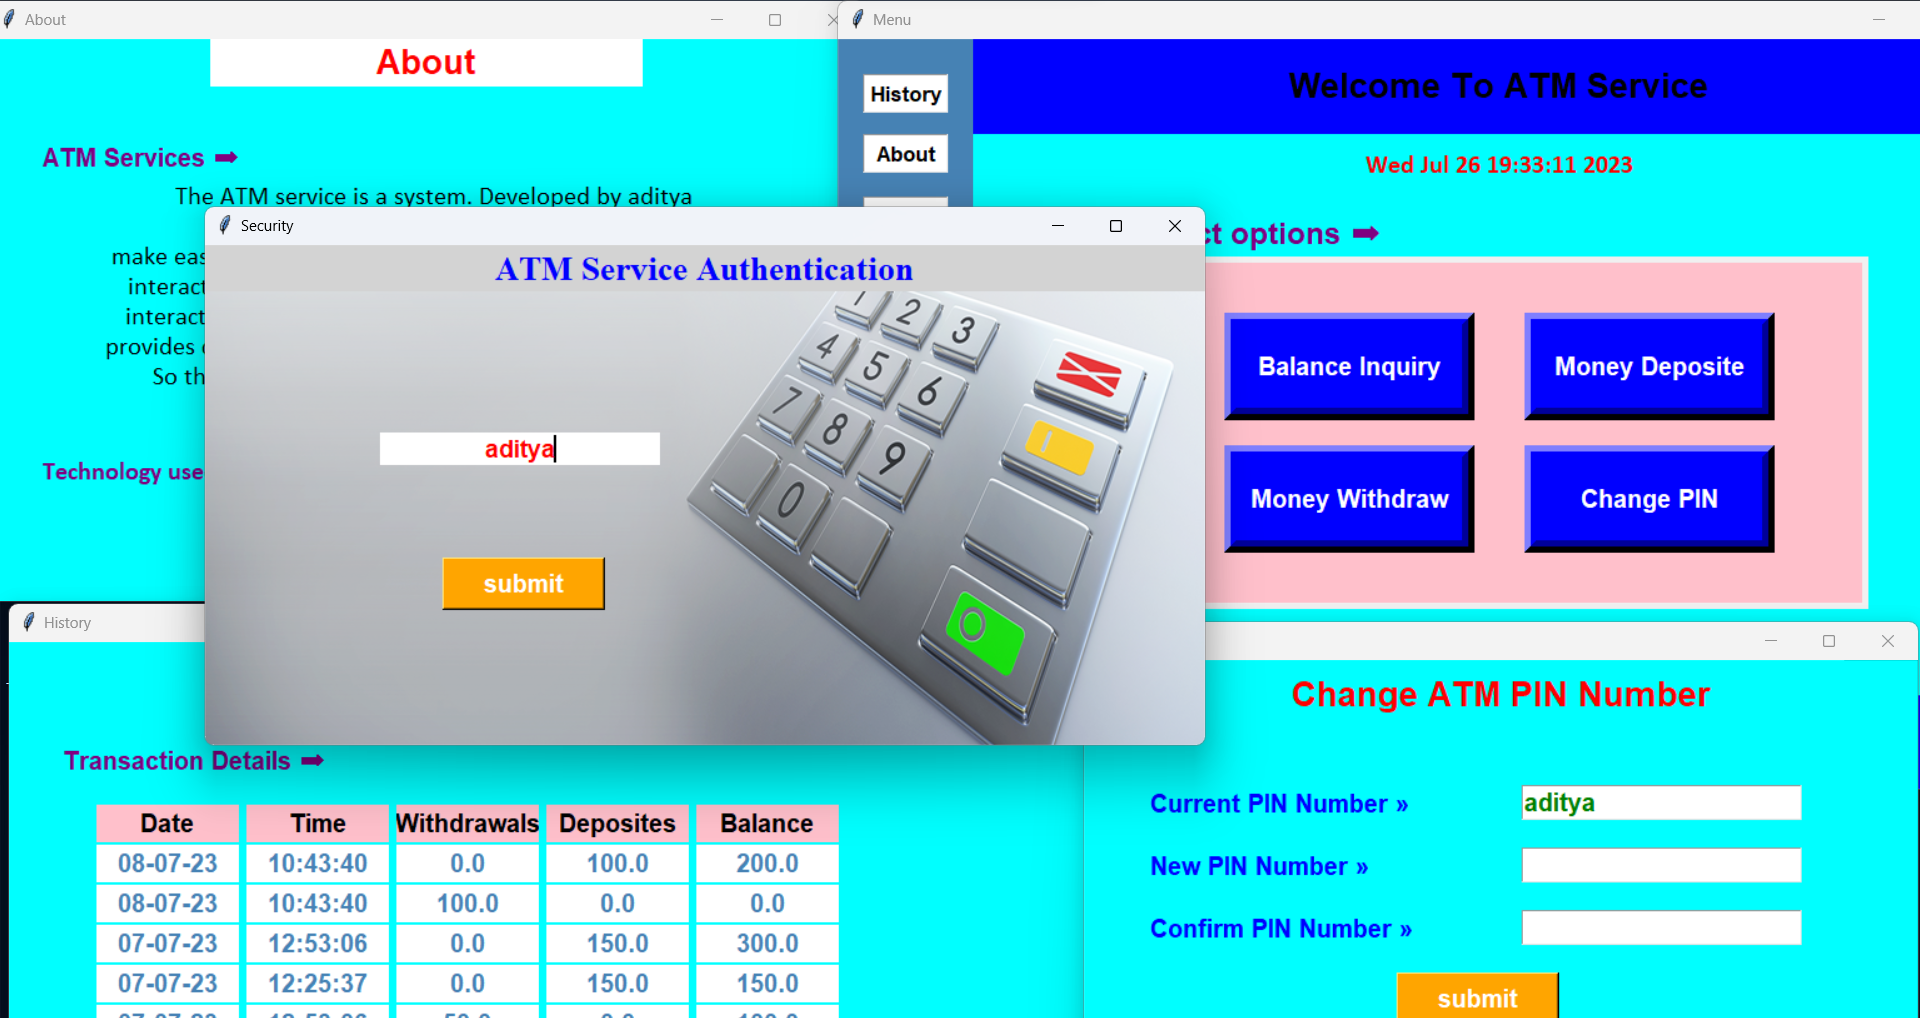 About
About
ATM Services ➡
The ATM service is a system. Developed by aditya
make eas
interact
interact
provides
So th
Technology use
Menu
History
About
Welcome To ATM Service
Wed Jul 26 19:33:11 2023
ct options ➡
Balance Inquiry
Money Deposite
Money Withdraw
Change PIN
Security
ATM Service Authentication
aditya
submit
1 2 3
4 5 6
7 8 9
0
History
Transaction Details ➡
Date Time Withdrawals Deposites Balance
08-07-23 10:43:40 0.0 100.0 200.0
08-07-23 10:43:40 100.0 0.0 0.0
07-07-23 12:53:06 0.0 150.0 300.0
07-07-23 12:25:37 0.0 150.0 150.0
Change ATM PIN Number
Current PIN Number » aditya
New PIN Number »
Confirm PIN Number »
submit